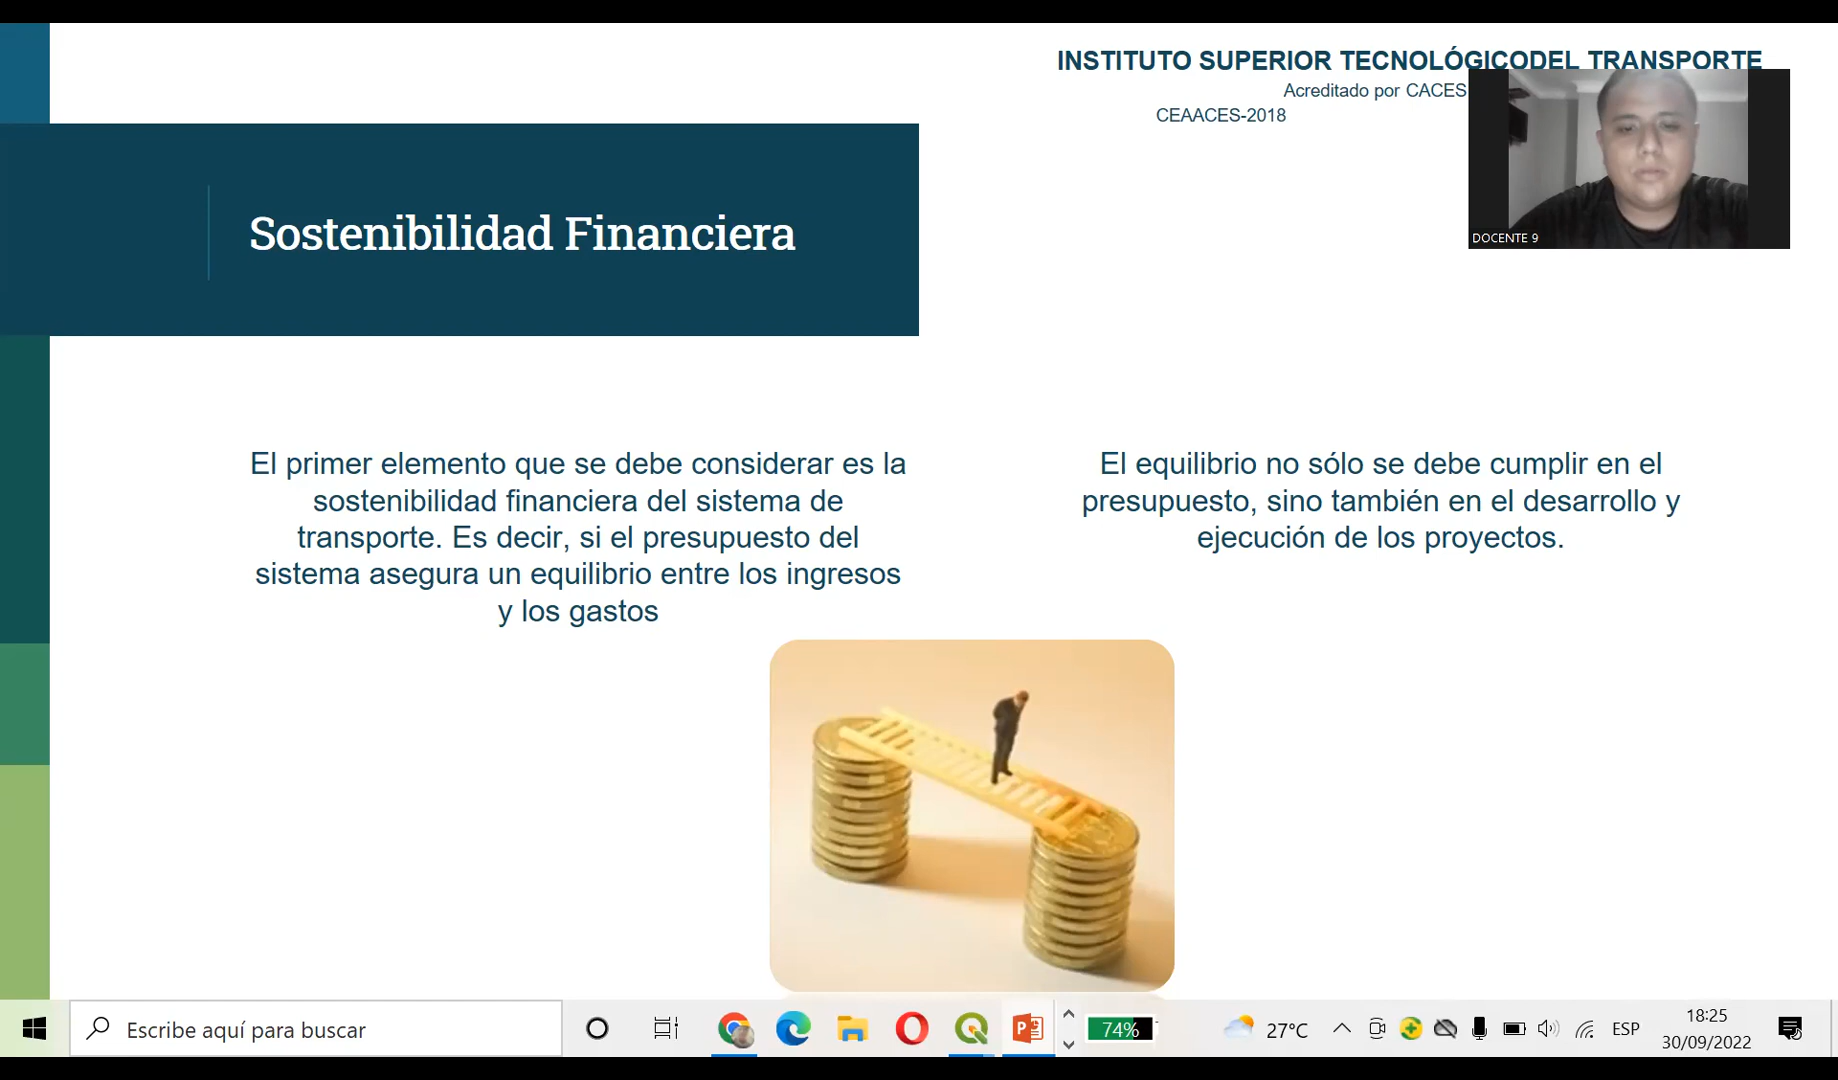 INSTITUTO SUPERIOR TECNOLÓGICODEL TRANSPORTE
Acreditado por CACES
CEAACES-2018
DOCENTE 9
Sostenibilidad Financiera
El primer elemento que se debe considerar es la
sostenibilidad financiera del sistema de
transporte. Es decir, si el presupuesto del
sistema asegura un equilibrio entre los ingresos
y los gastos
El equilibrio no sólo se debe cumplir en el
presupuesto, sino también en el desarrollo y
ejecución de los proyectos.
Escribe aquí para buscar
74%
27°C
ESP
18:25
30/09/2022